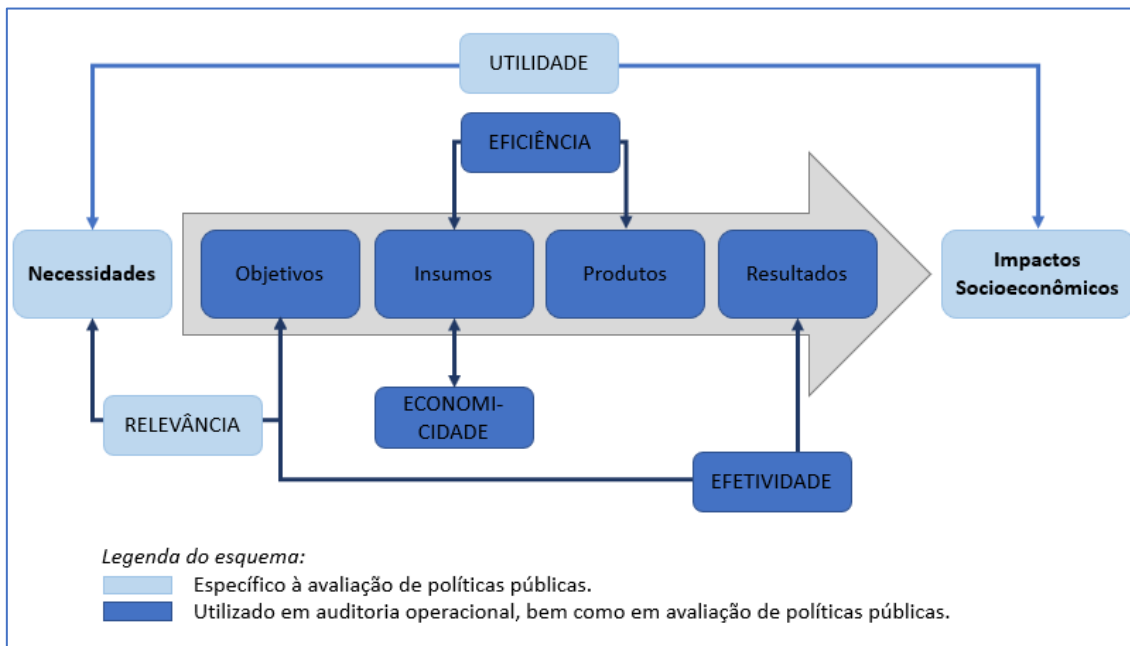 UTILIDADE
EFICIÊNCIA
Necessidades
Objetivos
Insumos
Produtos
Resultados
Impactos
Socioeconômicos
RELEVÂNCIA
ECONOMI-
CIDADE
EFETIVIDADE
Legenda do esquema:
Específico à avaliação de políticas públicas.
Utilizado em auditoria operacional, bem como em avaliação de políticas públicas.